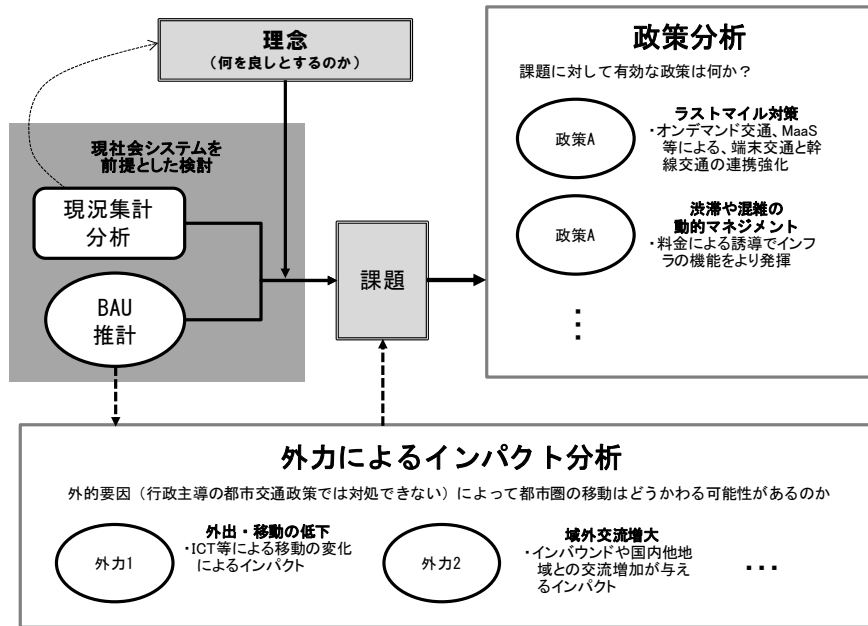 理念
(何を良しとするのか)
現社会システムを
前提とした検討
現況集計
分析
BAU
推計
課題
政策分析
課題に対して有効な政策は何か?
政策A
ラストマイル対策
・オンデマンド交通、MaaS
等による、端末交通と幹
線交通の連携強化
政策A
渋滞や混雑の
動的マネジメント
・料金による誘導でインフ
ラの機能をより発揮
⋮
外力によるインパクト分析
外的要因(行政主導の都市交通政策では対処できない)によって都市圏の移動はどうかわる可能性があるのか
外力1
外出・移動の低下
・ICT等による移動の変化
によるインパクト
外力2
域外交流増大
・インバウンドや国内他地
域との交流増加が与え
るインパクト
…